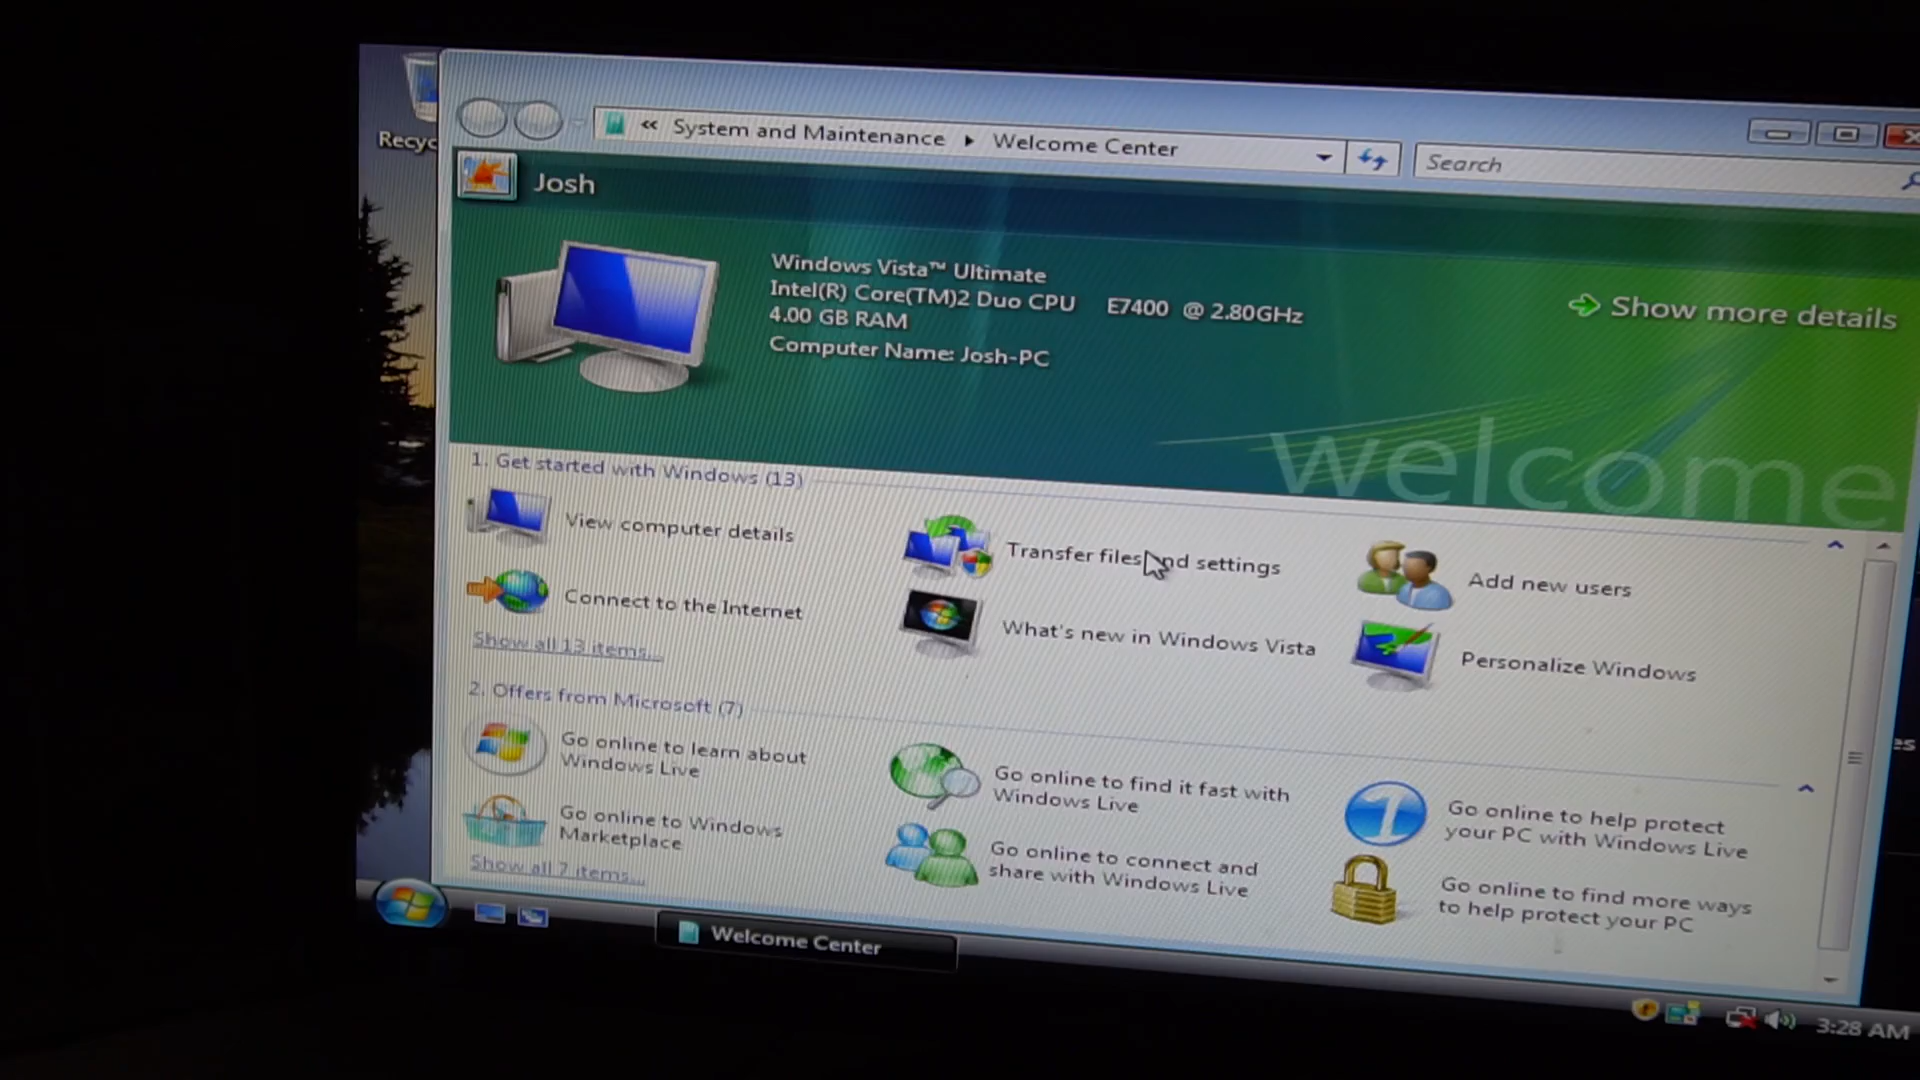 Recyc
« System and Maintenance ▸ Welcome Center
Search
Josh
Windows Vista™ Ultimate
Intel(R) Core(TM)2 Duo CPU E7400 @ 2.80GHz
4.00 GB RAM
Computer Name: Josh-PC
Show more details
welcome
1. Get started with Windows (13)
View computer details
Transfer files nd settings
Add new users
Connect to the Internet
What's new in Windows Vista
Personalize Windows
Show all 13 items...
2. Offers from Microsoft (7)
Go online to learn about
Windows Live
Go online to find it fast with
Windows Live
Go online to help protect
your PC with Windows Live
Go online to Windows
Marketplace
Go online to connect and
share with Windows Live
Go online to find more ways
to help protect your PC
Show all 7 items...
es
Welcome Center
3:28 AM